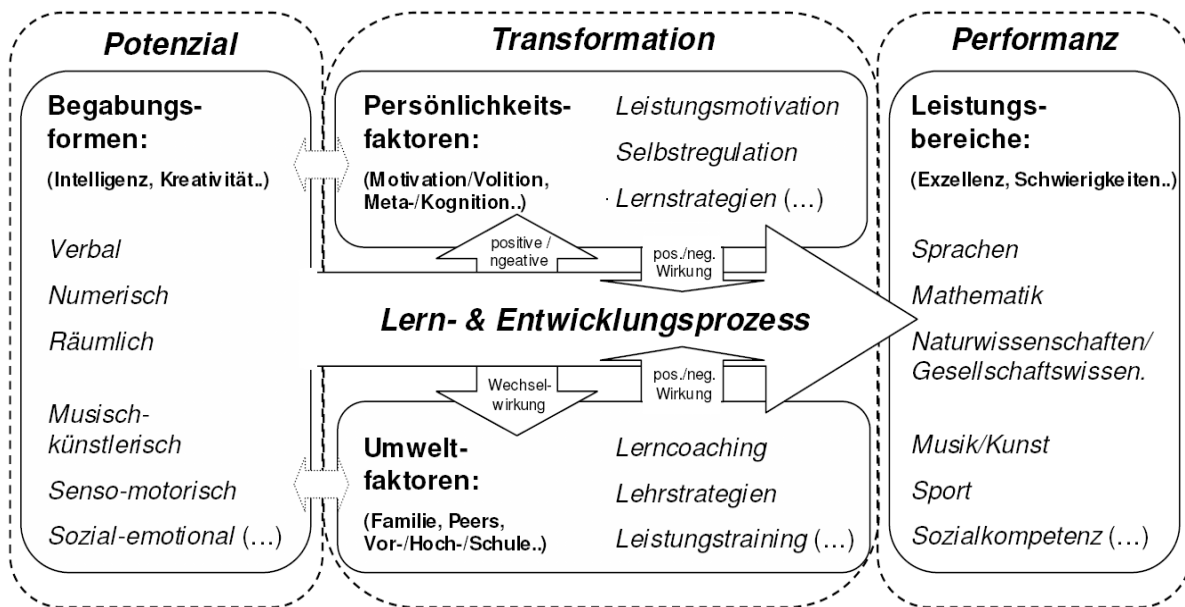 Potenzial
Begabungs-
formen:
(Intelligenz, Kreativität..)
Verbal
Numerisch
Räumlich
Musisch-
künstlerisch
Senso-motorisch
Sozial-emotional (…)
Transformation
Persönlichkeits-
faktoren:
(Motivation/Volition,
Meta-/Kognition..)
Leistungsmotivation
Selbstregulation
Lernstrategien (…)
positive /
ngeative
pos./neg.
Wirkung
Lern- & Entwicklungsprozess
Wechsel-
wirkung
pos./neg.
Wirkung
Umwelt-
faktoren:
(Familie, Peers,
Vor-/Hoch-/Schule..)
Lerncoaching
Lehrstrategien
Leistungstraining (…)
Performanz
Leistungs-
bereiche:
(Exzellenz, Schwierigkeiten..)
Sprachen
Mathematik
Naturwissenschaften/
Gesellschaftswissen.
Musik/Kunst
Sport
Sozialkompetenz (…)